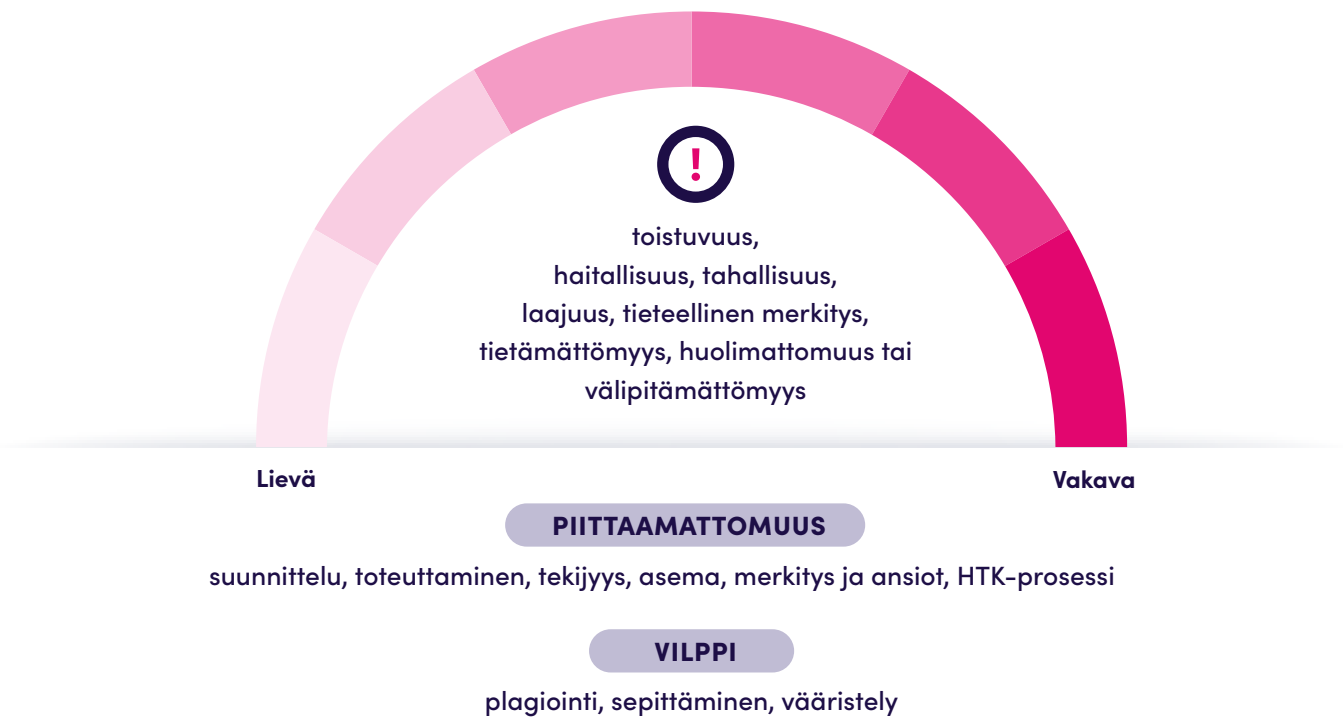 !
toistuvuus,
haitallisuus, tahallisuus,
laajuus, tieteellinen merkitys,
tietämättömyys, huolimattomuus tai
välipitämättömyys
Lievä
Vakava
PIITTAAMATTOMUUS
suunnittelu, toteuttaminen, tekijyys, asema, merkitys ja ansiot, HTK-prosessi
VILPPI
plagiointi, sepittäminen, vääristely